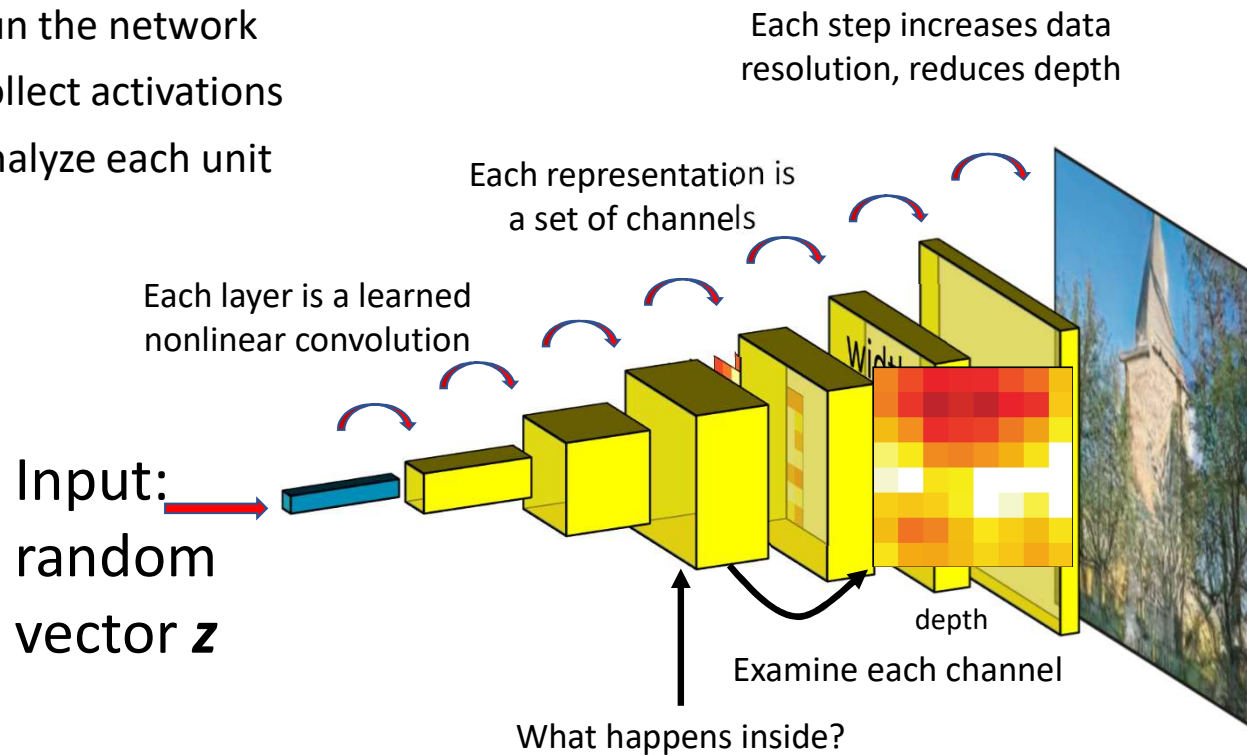 un the network
ollect activations
nalyze each unit
Each step increases data
resolution, reduces depth
Each representation is
a set of channels
Each layer is a learned
nonlinear convolution
Input:
random
vector z
depth
Examine each channel
What happens inside?